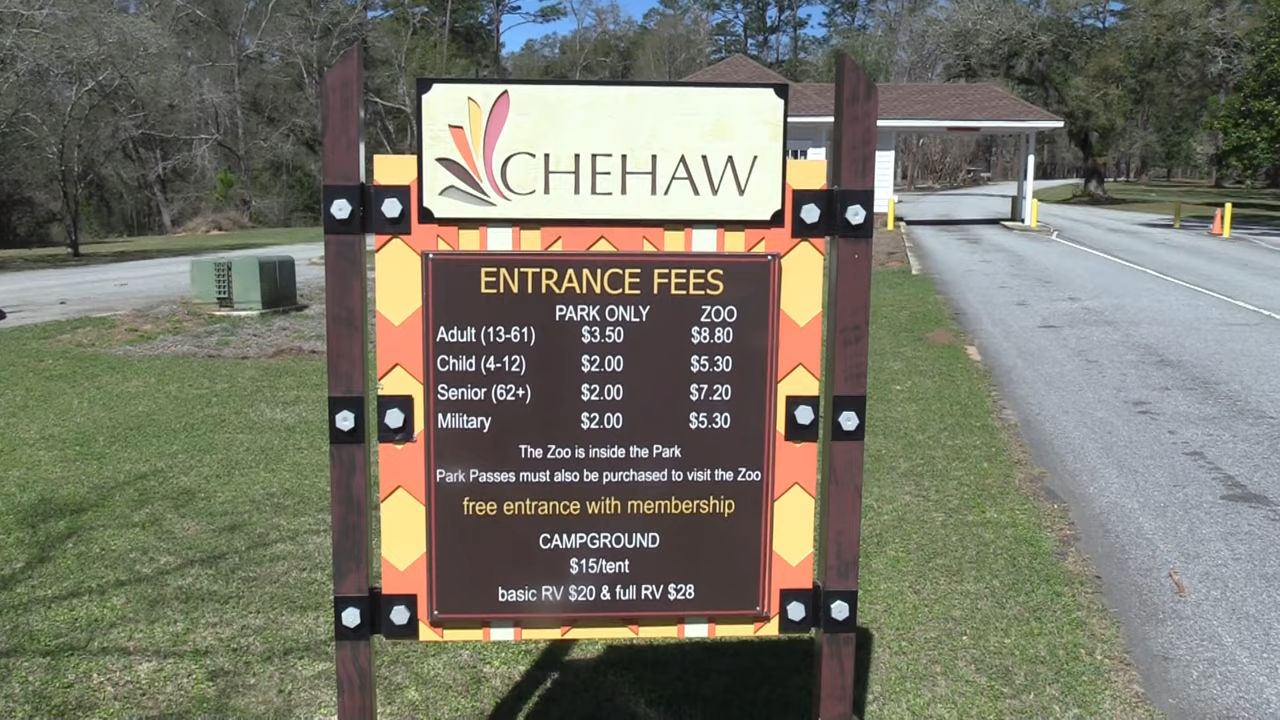 CHEHAW
ENTRANCE FEES
PARK ONLY ZOO
Adult (13-61) $3.50 $8.80
Child (4-12) $2.00 $5.30
Senior (62+) $2.00 $7.20
Military $2.00 $5.30
The Zoo is inside the Park
Park Passes must also be purchased to visit the Zoo
free entrance with membership
CAMPGROUND
$15/tent
basic RV $20 & full RV $28